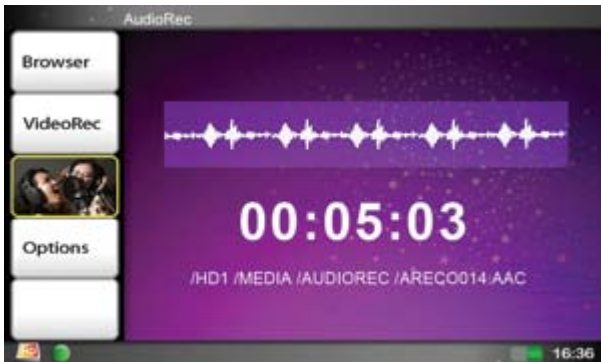 AudioRec
Browser
VideoRec
00:05:03
Options
/HD1 /MEDIA /AUDIOREC /ARECO014.AAC
16:36